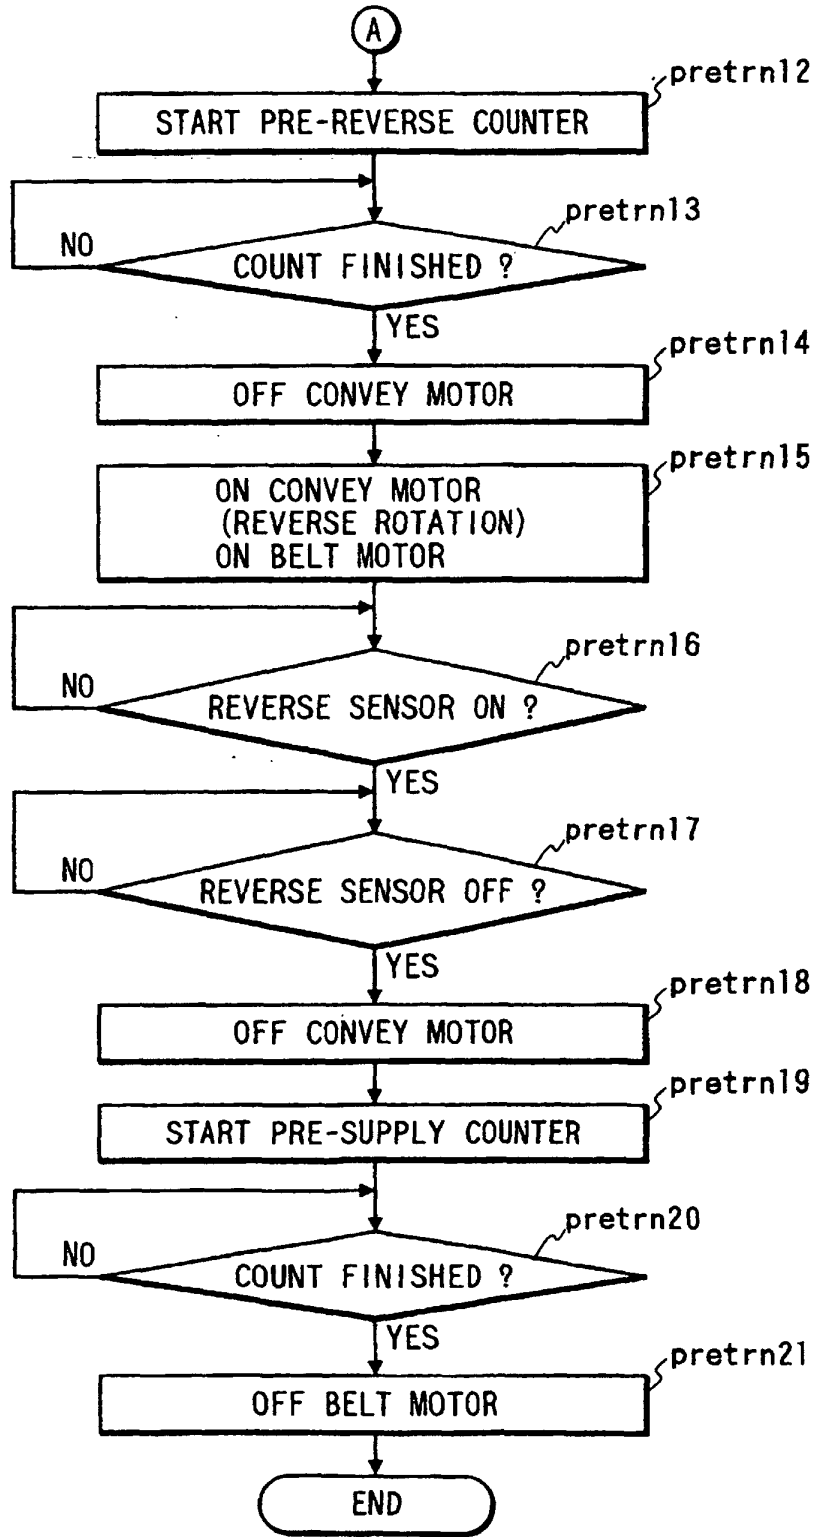 A
pretrn12
START PRE-REVERSE COUNTER
pretrn13
NO
COUNT FINISHED ?
YES
pretrn14
OFF CONVEY MOTOR
pretrn15
ON CONVEY MOTOR
(REVERSE ROTATION)
ON BELT MOTOR
pretrn16
NO
REVERSE SENSOR ON ?
YES
pretrn17
NO
REVERSE SENSOR OFF ?
YES
pretrn18
OFF CONVEY MOTOR
pretrn19
START PRE-SUPPLY COUNTER
pretrn20
NO
COUNT FINISHED ?
YES
pretrn21
OFF BELT MOTOR
END